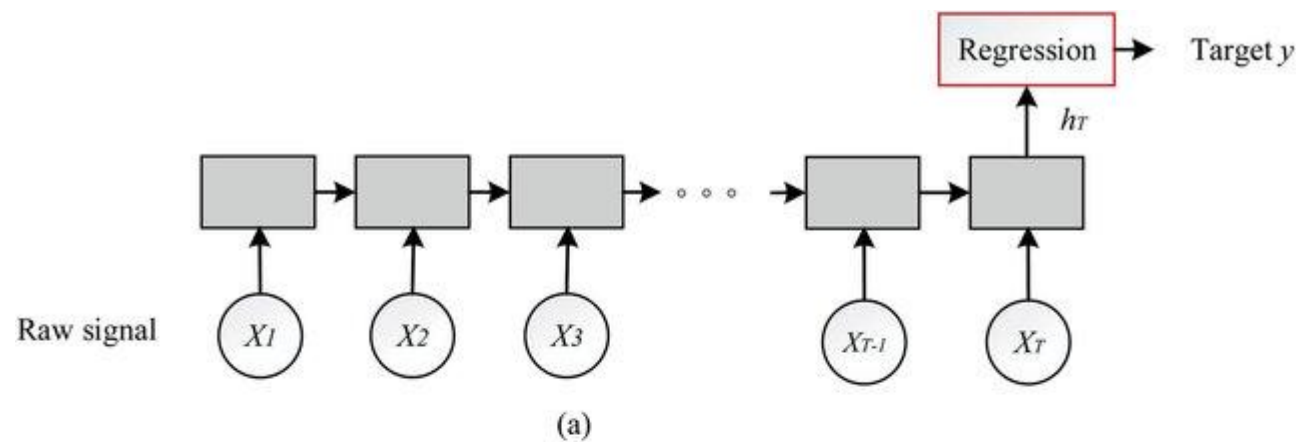 Regression
Target y
hT
Raw signal
X1
X2
X3
XT-1
XT
(a)